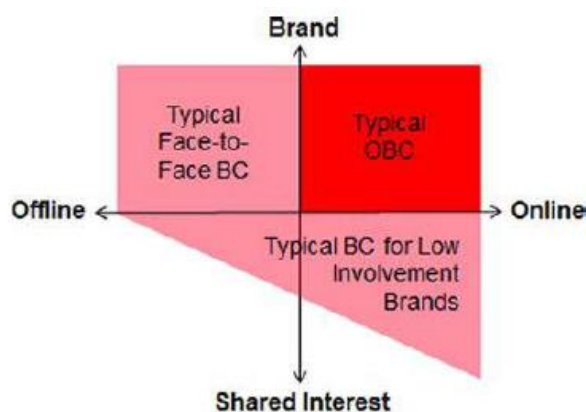 Brand
Typical
Face-to-
Face BC
Typical
OBC
Offline
Online
Typical BC for Low
Involvement
Brands
Shared Interest